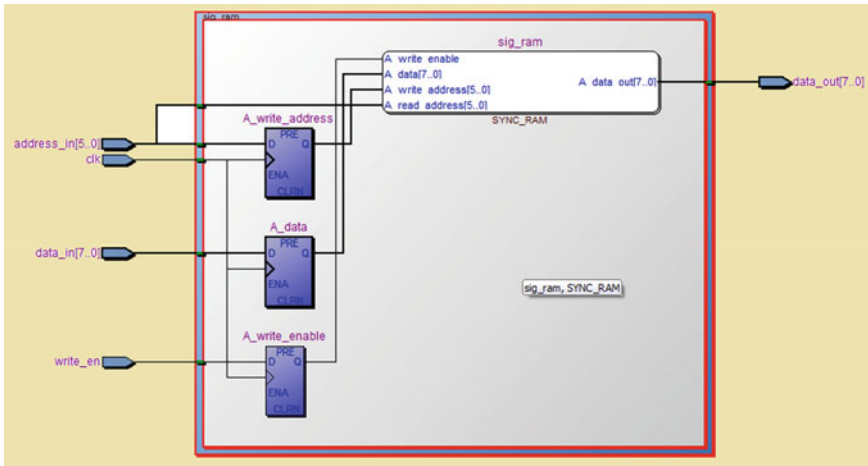 sig_ram
sig_ram
A write enable
A data[7..0]
A write address[5..0]
A read address[5..0]
A data out[7..0]
SYNC_RAM
data_out[7..0]
address_in[5..0]
clk
A_write_address
PRE
D Q
ENA
CLRN
data_in[7..0]
A_data
PRE
D Q
ENA
CLRN
sig_ram, SYNC_RAM
write_en
A_write_enable
PRE
D Q
ENA
CLRN